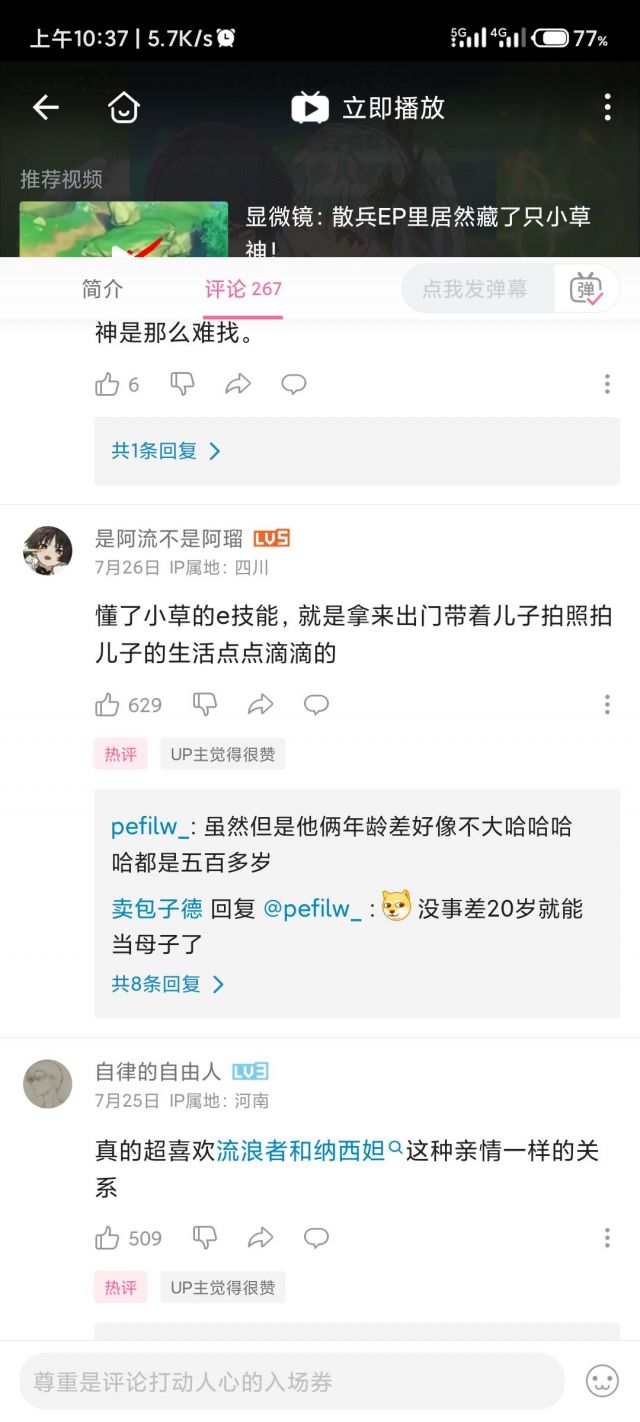 上午10:37 | 5.7K/s
5G 4G 77%
立即播放
推荐视频
显微镜：散兵EP里居然藏了只小草
神！
简介
评论 267
点我发弹幕
弹
神是那么难找。
6
共1条回复
是阿流不是阿瑠 LV5
7月26日 IP属地：四川
懂了小草的e技能，就是拿来出门带着儿子拍照拍
儿子的生活点点滴滴的
629
热评 UP主觉得很赞
pefilw_：虽然但是他俩年龄差好像不大哈哈哈
哈都是五百多岁
卖包子德 回复 @pefilw_ ：没事差20岁就能
当母子了
共8条回复
自律的自由人 LV3
7月25日 IP属地：河南
真的超喜欢流浪者和纳西妲这种亲情一样的关
系
509
热评 UP主觉得很赞
尊重是评论打动人心的入场券